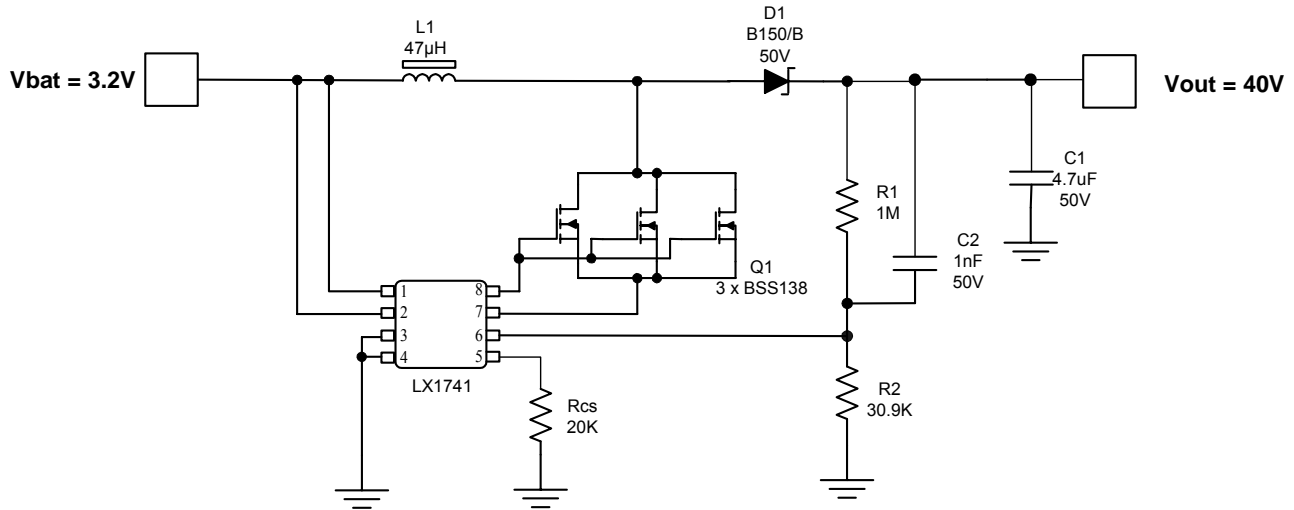 L1
47µH
D1
B150/B
50V
Vbat = 3.2V
Vout = 40V
R1
1M
C1
4.7uF
50V
C2
1nF
50V
Q1
3 x BSS138
1
2
3
4
8
7
6
5
LX1741
Rcs
20K
R2
30.9K